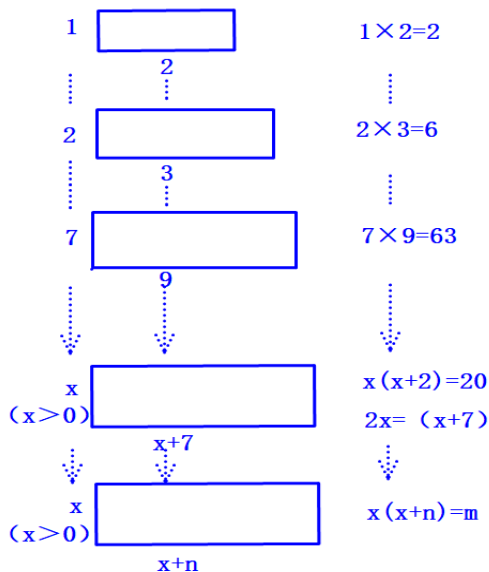 1 1×2=2
2
2 2×3=6
3
7 7×9=63
9
x x(x+2)=20
(x>0) 2x= (x+7)
x+7
x x(x+n)=m
(x>0)
x+n